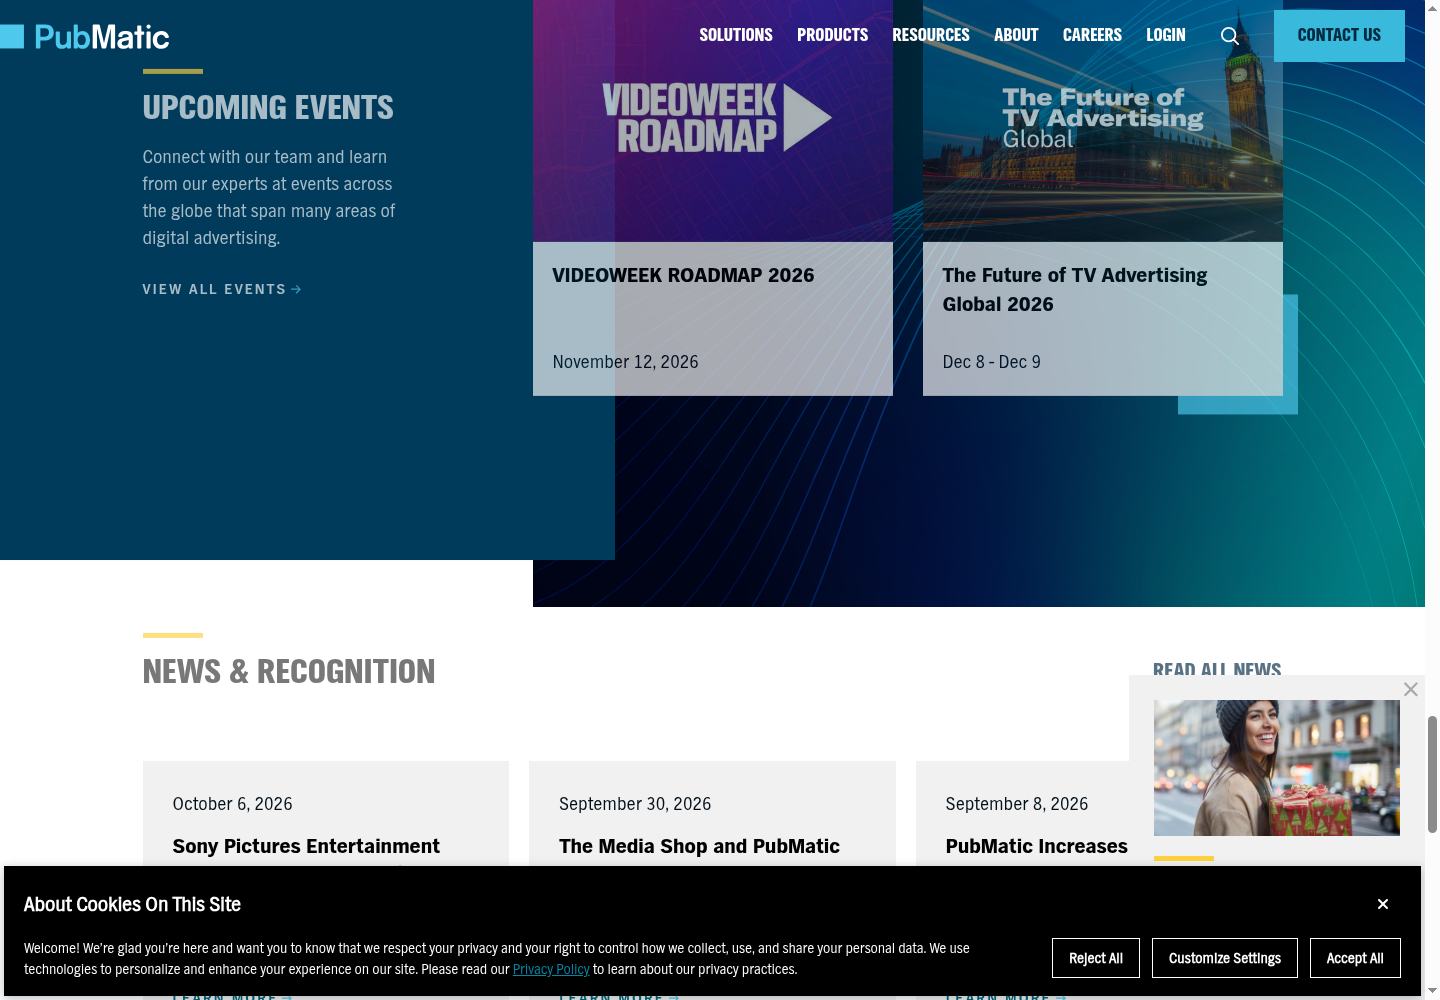 PubMatic
SOLUTIONS
PRODUCTS
RESOURCES
ABOUT
CAREERS
LOGIN
CONTACT US
UPCOMING EVENTS
Connect with our team and learn
from our experts at events across
the globe that span many areas of
digital advertising.
VIEW ALL EVENTS →
VIDEOWEEK
ROADMAP
VIDEOWEEK ROADMAP 2026
November 12, 2026
The Future of
TV Advertising
Global
The Future of TV Advertising
Global 2026
Dec 8 - Dec 9
NEWS & RECOGNITION
READ ALL NEWS
October 6, 2026
Sony Pictures Entertainment
September 30, 2026
The Media Shop and PubMatic
September 8, 2026
PubMatic Increases
About Cookies On This Site
Welcome! We're glad you're here and want you to know that we respect your privacy and your right to control how we collect, use, and share your personal data. We use
technologies to personalize and enhance your experience on our site. Please read our Privacy Policy to learn about our privacy practices.
Reject All
Customize Settings
Accept All
LEARN MORE →
LEARN MORE →
LEARN MORE →